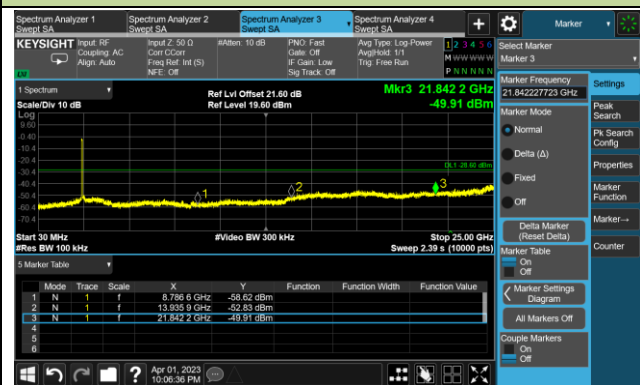 Spectrum Analyzer 1
Swept SA
Spectrum Analyzer 2
Swept SA
Spectrum Analyzer 3
Swept SA
Spectrum Analyzer 4
Swept SA
Marker
KEYSIGHT
Input: RF
Coupling: AC
Align: Auto
Input Z: 50 Ω
Corr CCorr
Freq Ref: Int (S)
NFE: Off
#Atten: 10 dB
PNO: Fast
Gate: Off
IF Gain: Low
Sig Track: Off
Avg Type: Log-Power
Avg|Hold: 1/1
Trig: Free Run
1 2 3 4 5 6
M W W W W W
P N N N N N
Select Marker
Marker 3
1 Spectrum
Scale/Div 10 dB
Ref Lvl Offset 21.60 dB
Ref Level 19.60 dBm
Mkr3 21.842 2 GHz
-49.91 dBm
Log
9.60
-0.40
-10.4
-20.4
-30.4
-40.4
-50.4
-60.4
-70.4
DL1 -28.60 dBm
1
2
3
Start 30 MHz
#Res BW 100 kHz
#Video BW 300 kHz
Stop 25.00 GHz
Sweep 2.39 s (10000 pts)
5 Marker Table
Mode Trace Scale X Y Function Function Width Function Value
1 N 1 f 8.786 6 GHz -58.62 dBm
2 N 1 f 13.935 9 GHz -52.83 dBm
3 N 1 f 21.842 2 GHz -49.91 dBm
4
5
6
Marker Frequency
21.842227723 GHz
Marker Mode
Normal
Delta (Δ)
Fixed
Off
Delta Marker
(Reset Delta)
Marker Table
On
Off
Marker Settings
Diagram
All Markers Off
Couple Markers
On
Off
Settings
Peak
Search
Pk Search
Config
Properties
Marker
Function
Marker→
Counter
Apr 01, 2023
10:06:36 PM